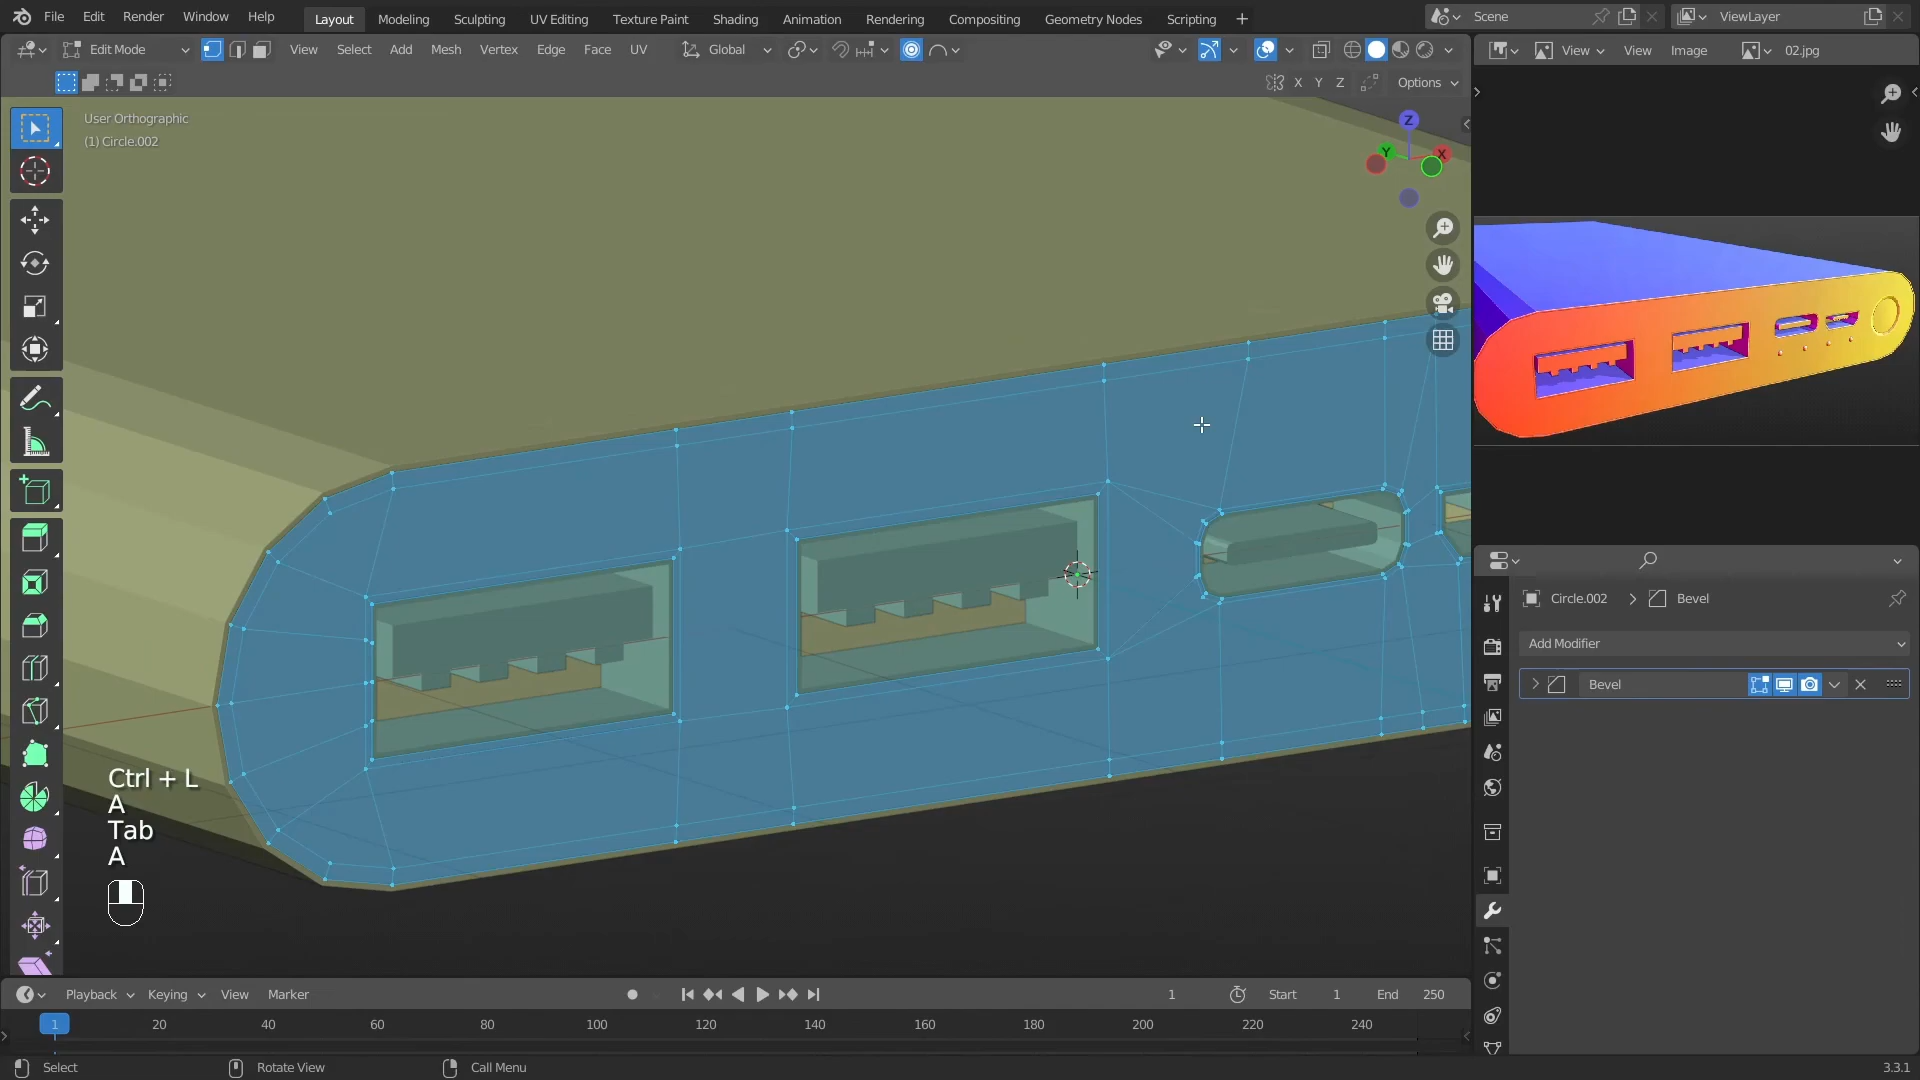 File Edit Render Window Help Layout Modeling Sculpting UV Editing Texture Paint Shading Animation Rendering Compositing Geometry Nodes Scripting + Scene ViewLayer
Edit Mode View Select Add Mesh Vertex Edge Face UV Global View View Image 02.jpg
X Y Z Options
User Orthographic
(1) Circle.002
Z
Y X
Circle.002 > Bevel
Add Modifier
Bevel
Ctrl + L
A
Tab
A
Playback Keying View Marker 1 Start 1 End 250
1 20 40 60 80 100 120 140 160 180 200 220 240
Select Rotate View Call Menu 3.3.1